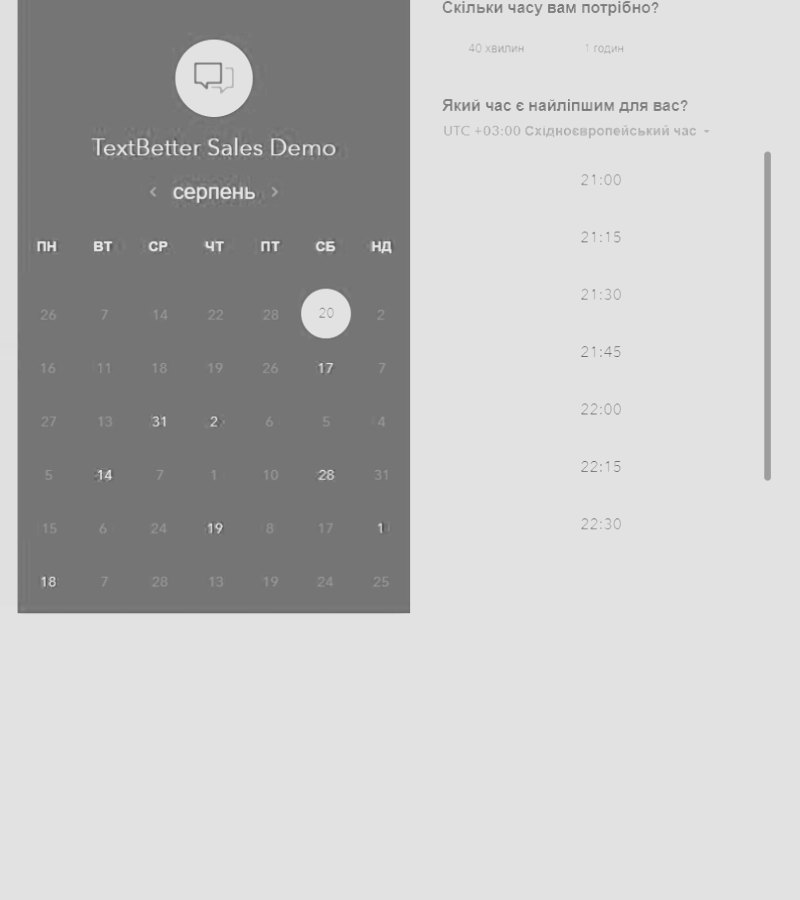 TextBetter Sales Demo
‹ серпень ›
ПН ВТ СР ЧТ ПТ СБ НД
26 7 14 22 28 20 2
16 11 18 19 26 17 7
27 13 31 2 6 5 4
5 14 7 1 10 28 31
15 6 24 19 8 17 1
18 7 28 13 19 24 25
Скільки часу вам потрібно?
40 хвилин 1 годин
Який час є найліпшим для вас?
UTC +03:00 Східноєвропейський час
21:00
21:15
21:30
21:45
22:00
22:15
22:30